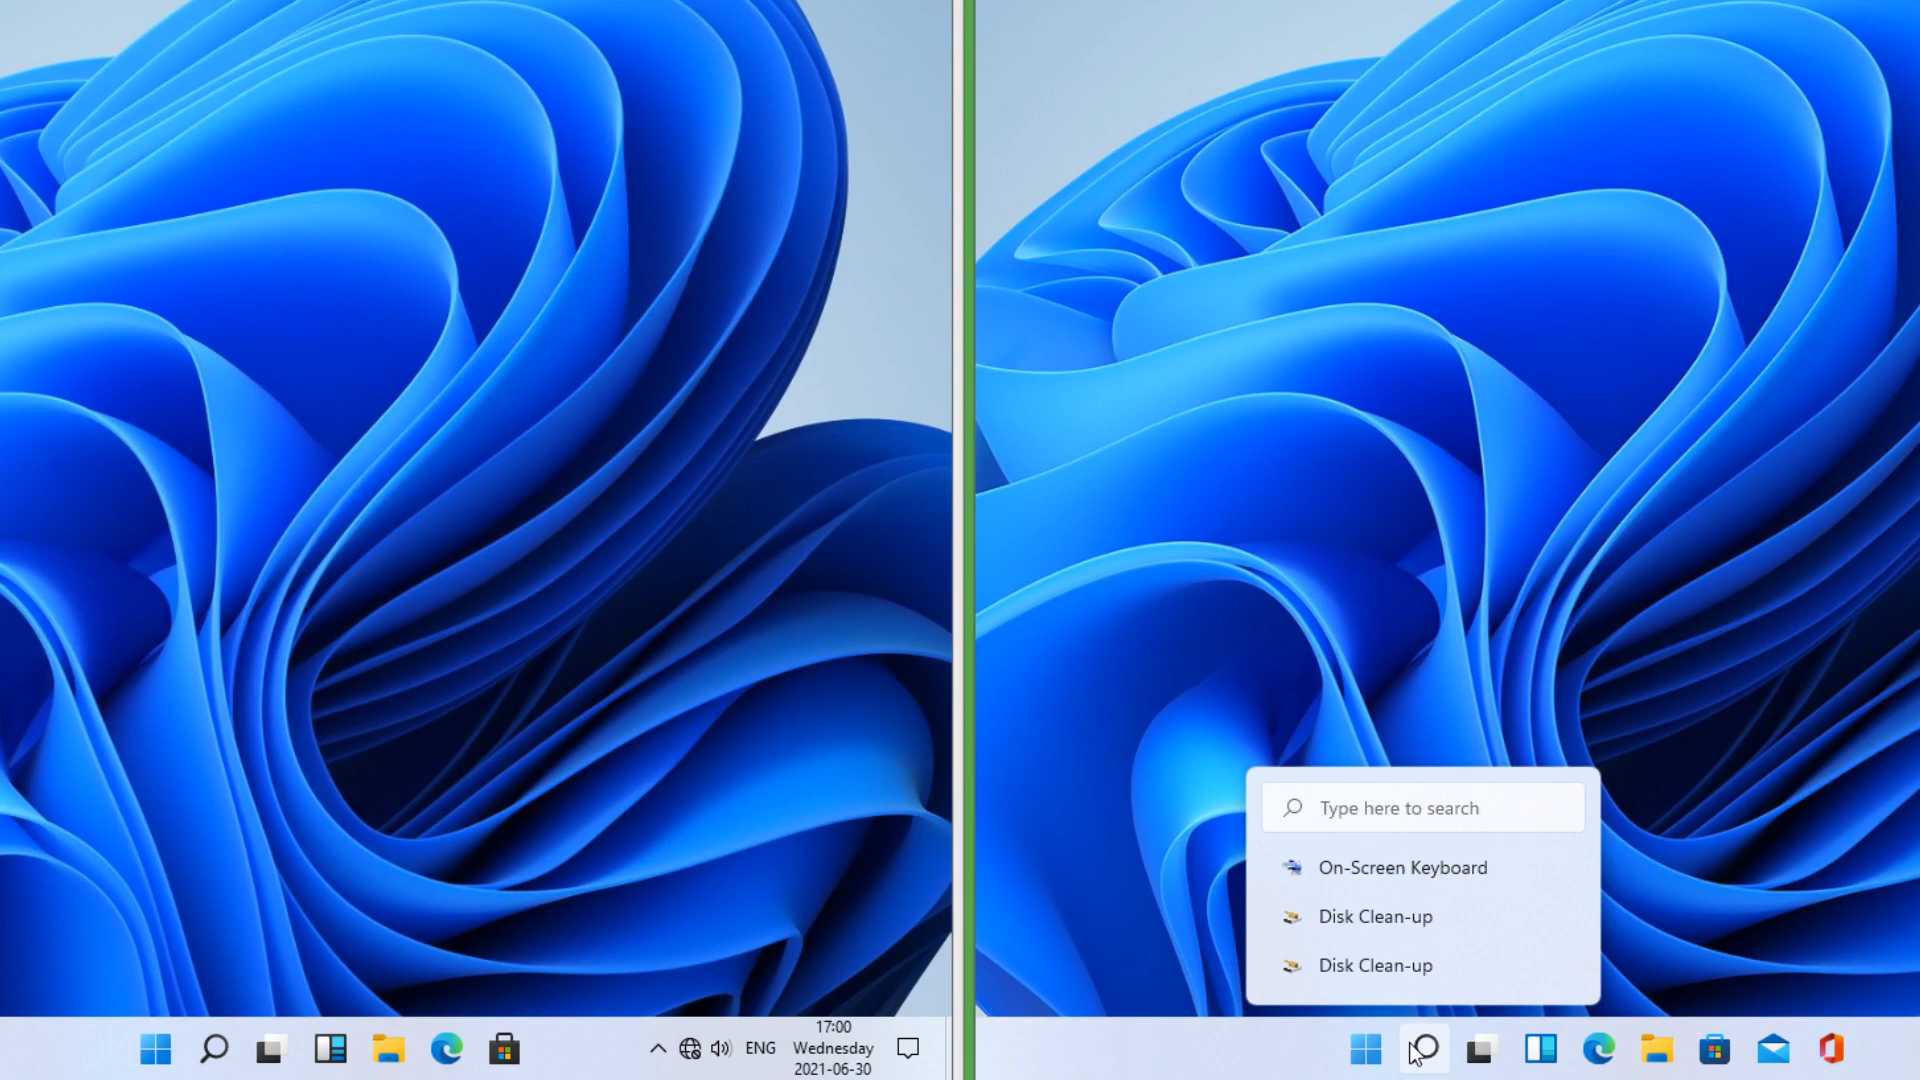 ENG
17:00
Wednesday
2021-06-30
Type here to search
On-Screen Keyboard
Disk Clean-up
Disk Clean-up